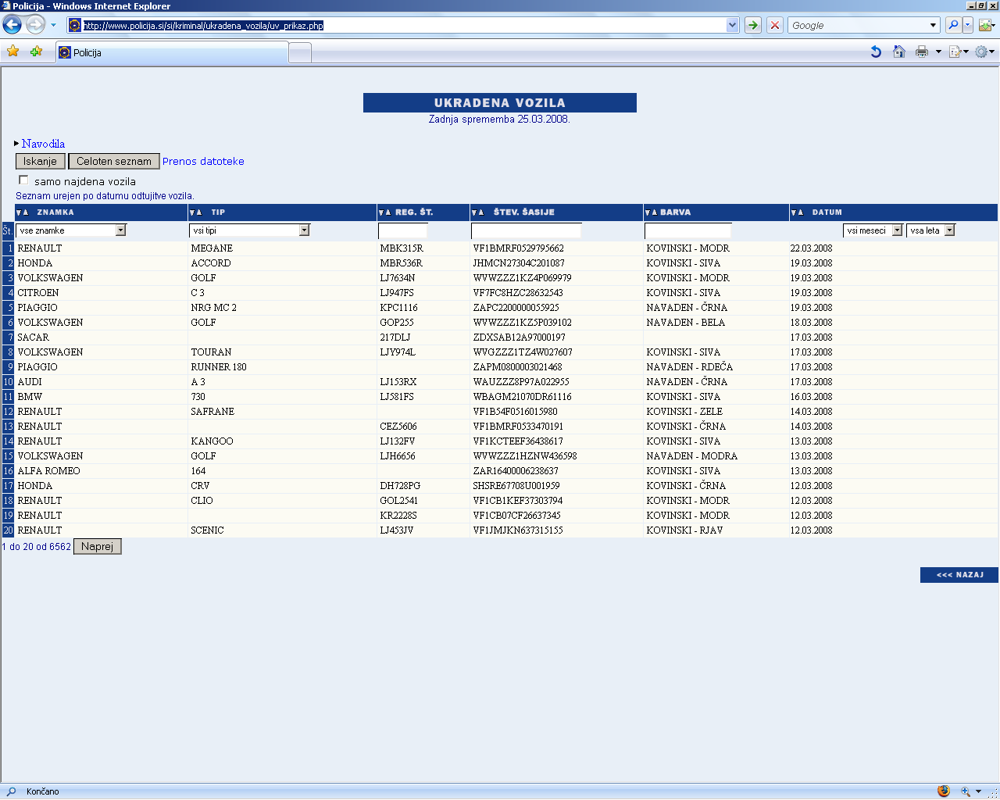 Policija - Windows Internet Explorer
http://www.policija.si/si/kriminal/ukradena_vozila/uv_prikaz.php
Google
Policija
UKRADENA VOZILA
Zadnja sprememba 25.03.2008.
Navodila
Iskanje Celoten seznam Prenos datoteke
samo najdena vozila
Seznam urejen po datumu odtujitve vozila.
ZNAMKA TIP REG. ŠT. ŠTEV. ŠASIJE BARVA DATUM
Št. vse znamke vsi tipi vsi meseci vsa leta
1 RENAULT MEGANE MBK315R VF1BMRF0529795662 KOVINSKI - MODR 22.03.2008
2 HONDA ACCORD MBR536R JHMCN27304C201087 KOVINSKI - SIVA 19.03.2008
3 VOLKSWAGEN GOLF LJ7634N WVWZZZ1KZ4P069979 KOVINSKI - MODR 19.03.2008
4 CITROEN C 3 LJ947FS VF7FC8HZC28632543 KOVINSKI - SIVA 19.03.2008
5 PIAGGIO NRG MC 2 KPC1116 ZAPC2200000055925 NAVADEN - ČRNA 19.03.2008
6 VOLKSWAGEN GOLF GOP255 WVWZZZ1KZ5P039102 NAVADEN - BELA 18.03.2008
7 SACAR 217DLJ ZDXSAB12A97000197 17.03.2008
8 VOLKSWAGEN TOURAN LJY974L WVGZZZ1TZ4W027607 KOVINSKI - SIVA 17.03.2008
9 PIAGGIO RUNNER 180 ZAPM0800003021468 NAVADEN - RDEČA 17.03.2008
10 AUDI A 3 LJ153RX WAUZZZ8P97A022955 NAVADEN - ČRNA 17.03.2008
11 BMW 730 LJ581FS WBAGM21070DR61116 KOVINSKI - SIVA 16.03.2008
12 RENAULT SAFRANE VF1B54F0516015980 KOVINSKI - ZELE 14.03.2008
13 RENAULT CEZ5606 VF1BMRF0533470191 KOVINSKI - ČRNA 14.03.2008
14 RENAULT KANGOO LJ132FV VF1KCTEEF36438617 KOVINSKI - SIVA 13.03.2008
15 VOLKSWAGEN GOLF LJH6656 WVWZZZ1HZNW436598 NAVADEN - MODRA 13.03.2008
16 ALFA ROMEO 164 ZAR16400006238637 KOVINSKI - SIVA 13.03.2008
17 HONDA CRV DH728PG SHSRE67708U001959 KOVINSKI - ČRNA 12.03.2008
18 RENAULT CLIO GOL2541 VF1CB1KEF37303794 KOVINSKI - MODR 12.03.2008
19 RENAULT KR2228S VF1CB07CF26637345 KOVINSKI - MODR 12.03.2008
20 RENAULT SCENIC LJ453JV VF1JMJKN637315155 KOVINSKI - RJAV 12.03.2008
1 do 20 od 6562 Naprej
<<< NAZAJ
Končano